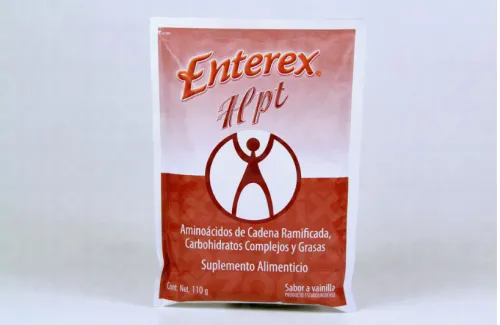 Enterex®
Hpt
Aminoácidos de Cadena Ramificada,
Carbohidratos Complejos y Grasas
Suplemento Alimenticio
Cont. Net. 110 g
Sabor a vainilla